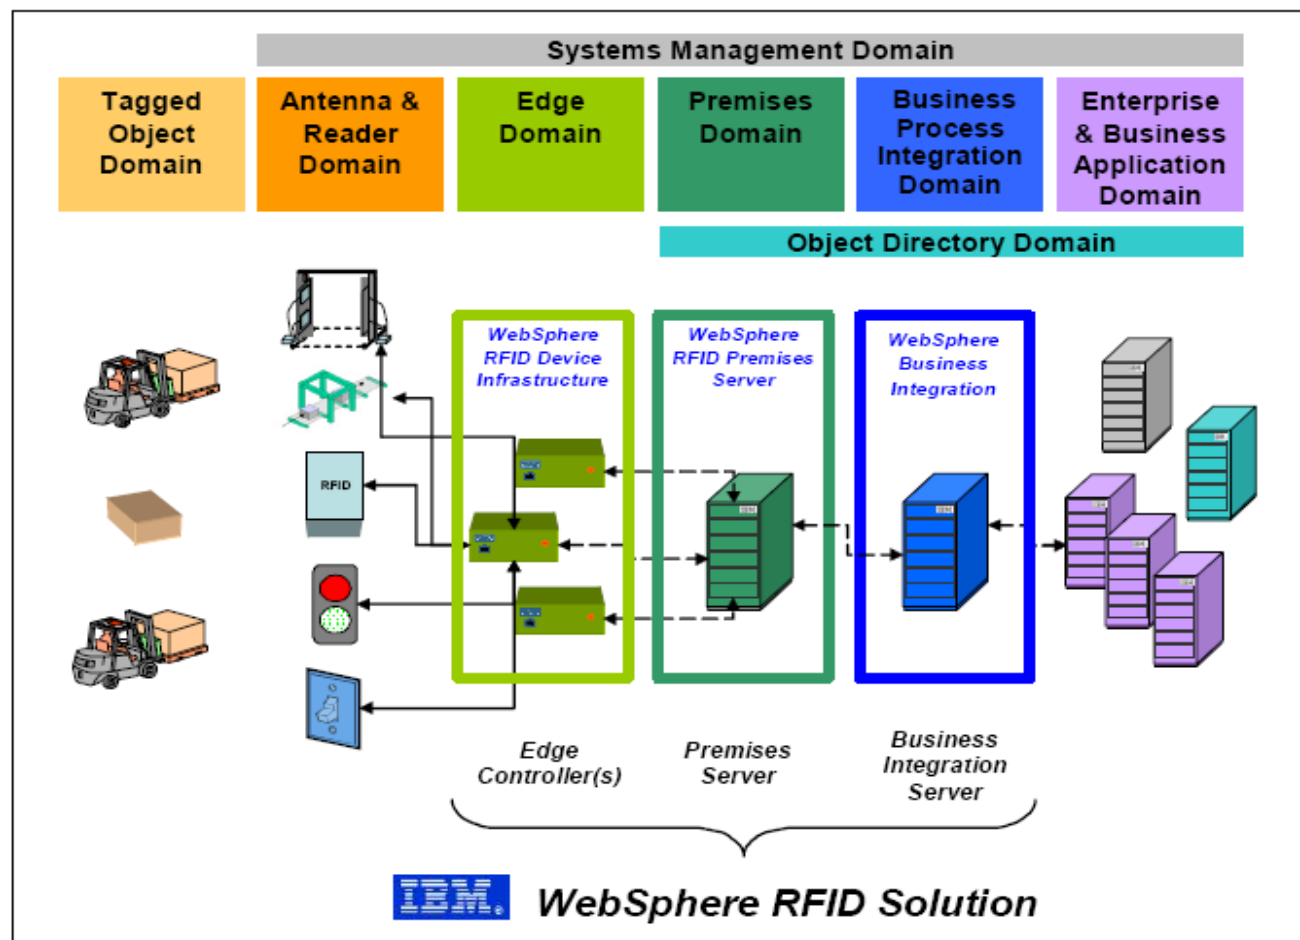 Systems Management Domain
Tagged
Object
Domain
Antenna &
Reader
Domain
Edge
Domain
Premises
Domain
Business
Process
Integration
Domain
Enterprise
& Business
Application
Domain
Object Directory Domain
WebSphere
RFID Device
Infrastructure
WebSphere
RFID Premises
Server
WebSphere
Business
Integration
RFID
IBM
Edge
Controller(s)
Premises
Server
Business
Integration
Server
IBM®
WebSphere RFID Solution